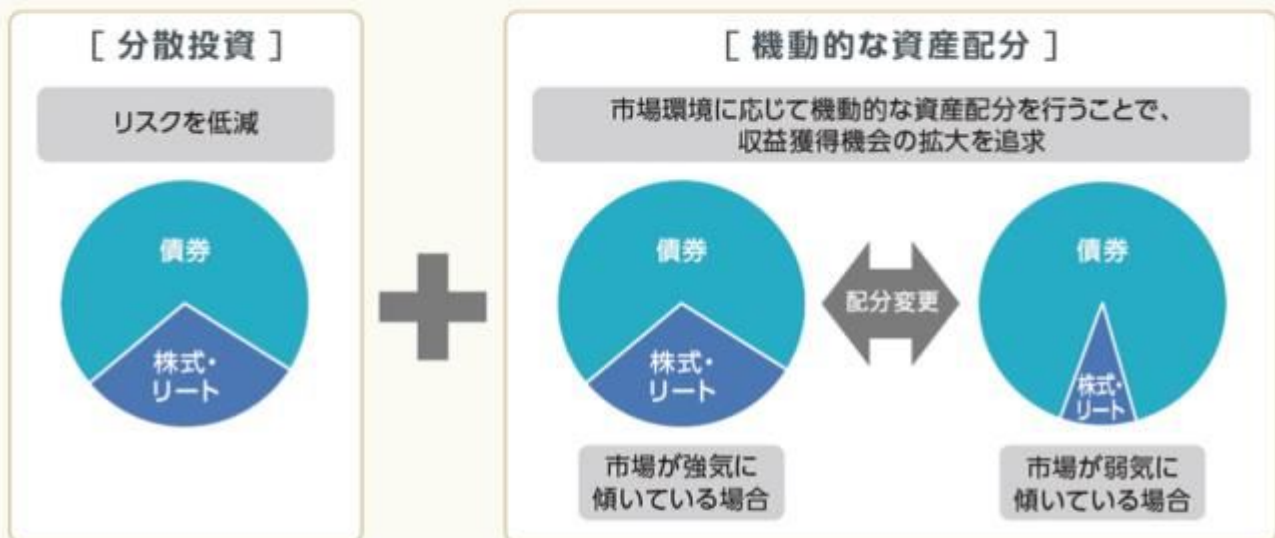 [ 分散投資 ]
リスクを低減
債券
株式・
リート
[ 機動的な資産配分 ]
市場環境に応じて機動的な資産配分を行うことで、
収益獲得機会の拡大を追求
債券
株式・
リート
市場が強気に
傾いている場合
配分変更
債券
株式・
リート
市場が弱気に
傾いている場合